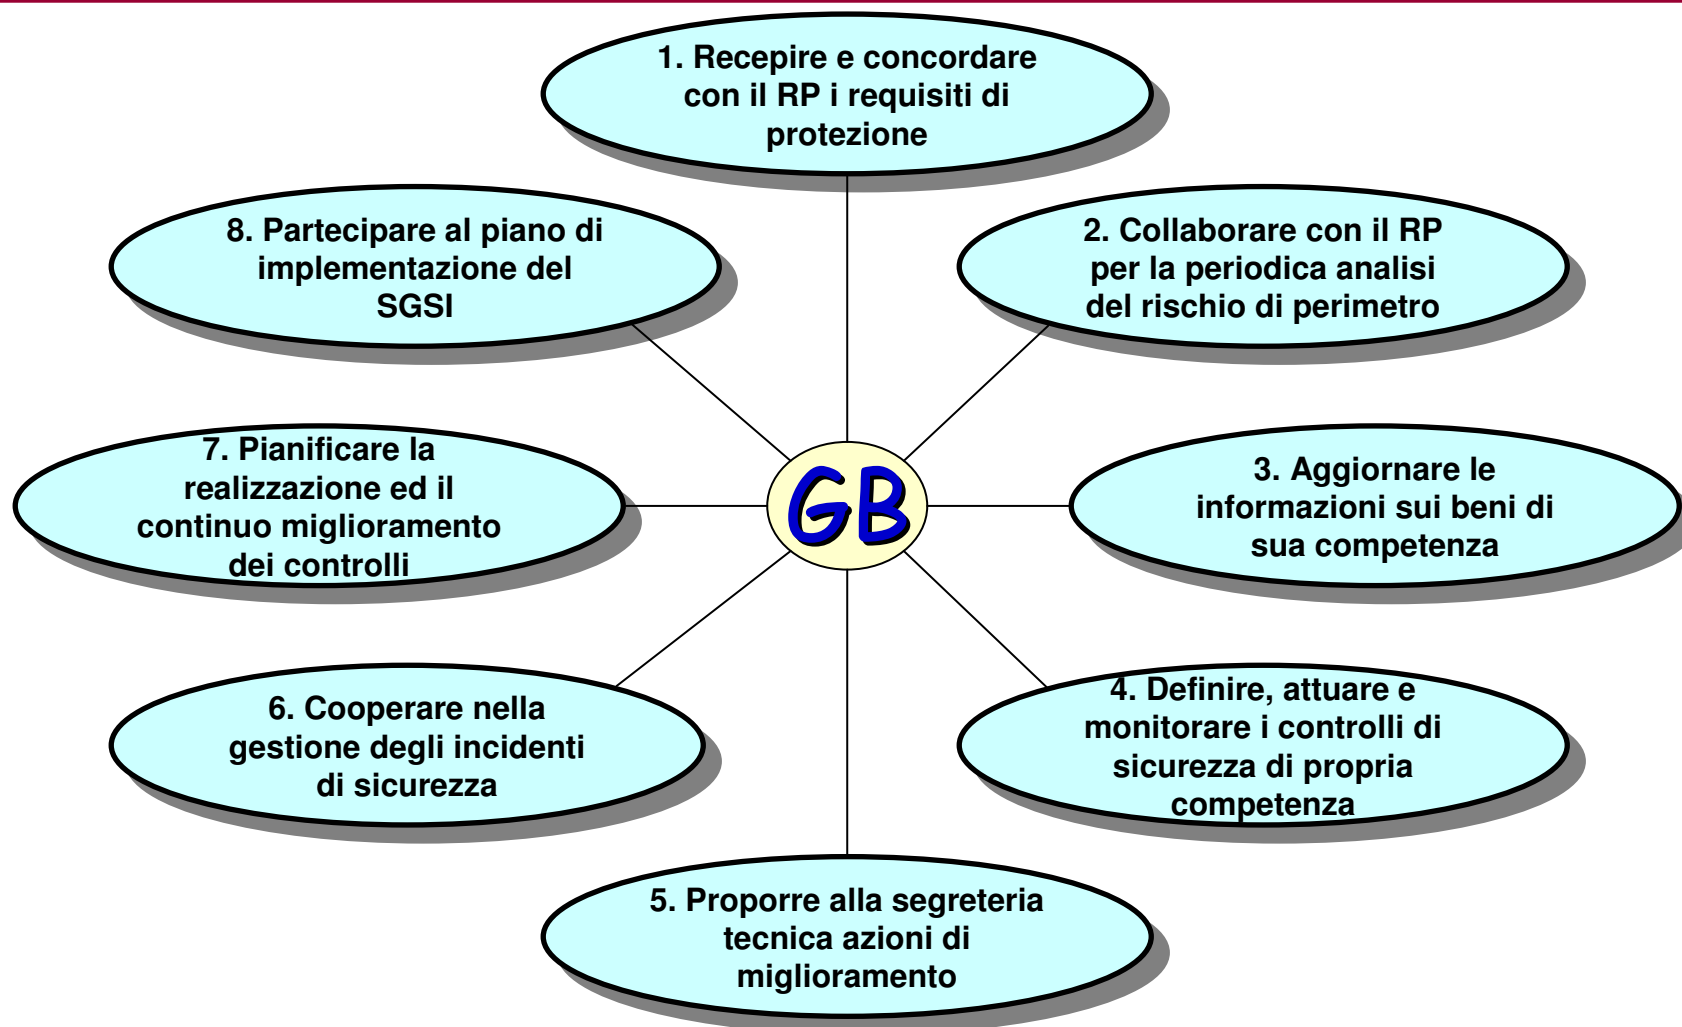 1. Recepire e concordare
con il RP i requisiti di
protezione
8. Partecipare al piano di
implementazione del
SGSI
2. Collaborare con il RP
per la periodica analisi
del rischio di perimetro
7. Pianificare la
realizzazione ed il
continuo miglioramento
dei controlli
GB
3. Aggiornare le
informazioni sui beni di
sua competenza
6. Cooperare nella
gestione degli incidenti
di sicurezza
4. Definire, attuare e
monitorare i controlli di
sicurezza di propria
competenza
5. Proporre alla segreteria
tecnica azioni di
miglioramento